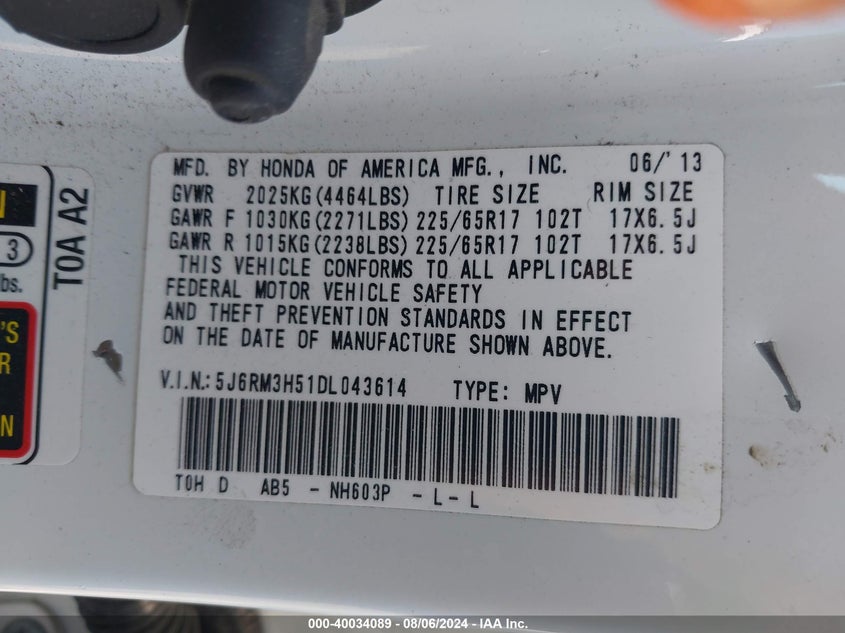 MFD. BY HONDA OF AMERICA MFG., INC. 06/'13
GVWR 2025KG(4464LBS) TIRE SIZE RIM SIZE
GAWR F 1030KG(2271LBS) 225/65R17 102T 17X6.5J
GAWR R 1015KG(2238LBS) 225/65R17 102T 17X6.5J
THIS VEHICLE CONFORMS TO ALL APPLICABLE
FEDERAL MOTOR VEHICLE SAFETY
AND THEFT PREVENTION STANDARDS IN EFFECT
ON THE DATE OF MANUFACTURE SHOWN ABOVE.
V.I.N.: 5J6RM3H51DL043614 TYPE: MPV
T0H D AB5 - NH603P - L - L
T0A A2
3
lbs.
'S
R
N
000-40034089 - 08/06/2024 - IAA Inc.